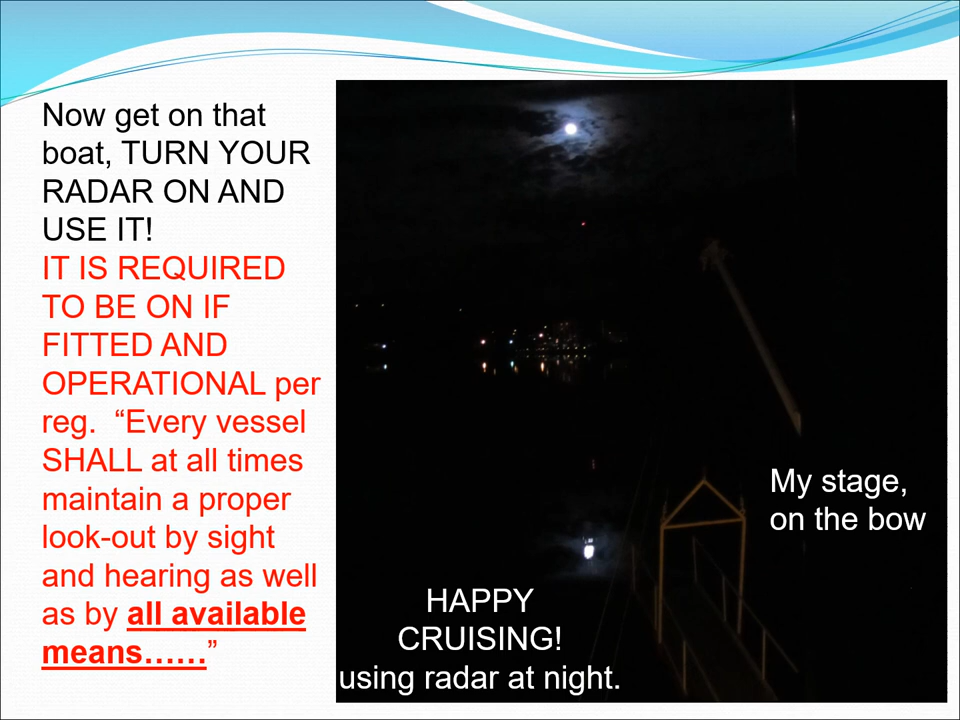 Now get on that
boat, TURN YOUR
RADAR ON AND
USE IT!
IT IS REQUIRED
TO BE ON IF
FITTED AND
OPERATIONAL per
reg.  “Every vessel
SHALL at all times
maintain a proper
look-out by sight
and hearing as well
as by all available
means……”
My stage,
on the bow
HAPPY
CRUISING!
using radar at night.